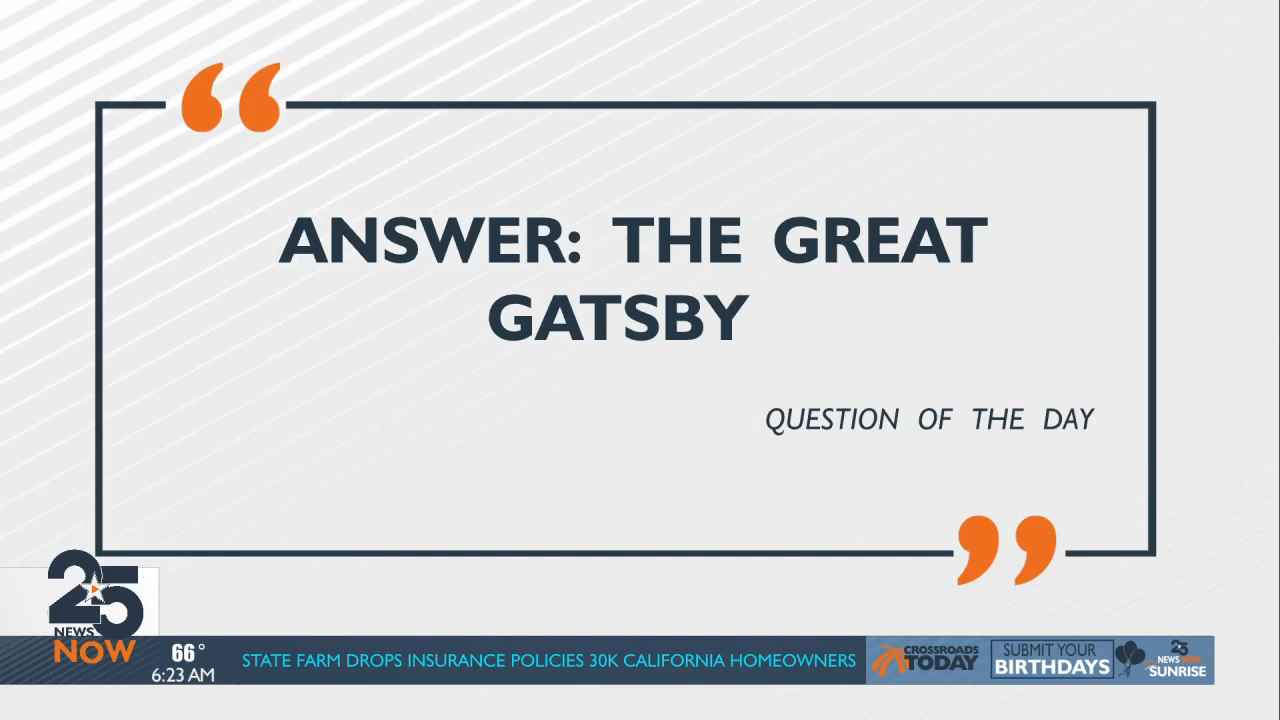 ANSWER: THE GREAT
GATSBY
QUESTION OF THE DAY
25
NEWS
NOW
66°
6:23 AM
STATE FARM DROPS INSURANCE POLICIES 30K CALIFORNIA HOMEOWNERS
CROSSROADS
TODAY
SUBMIT YOUR
BIRTHDAYS
25
NEWS NOW
SUNRISE